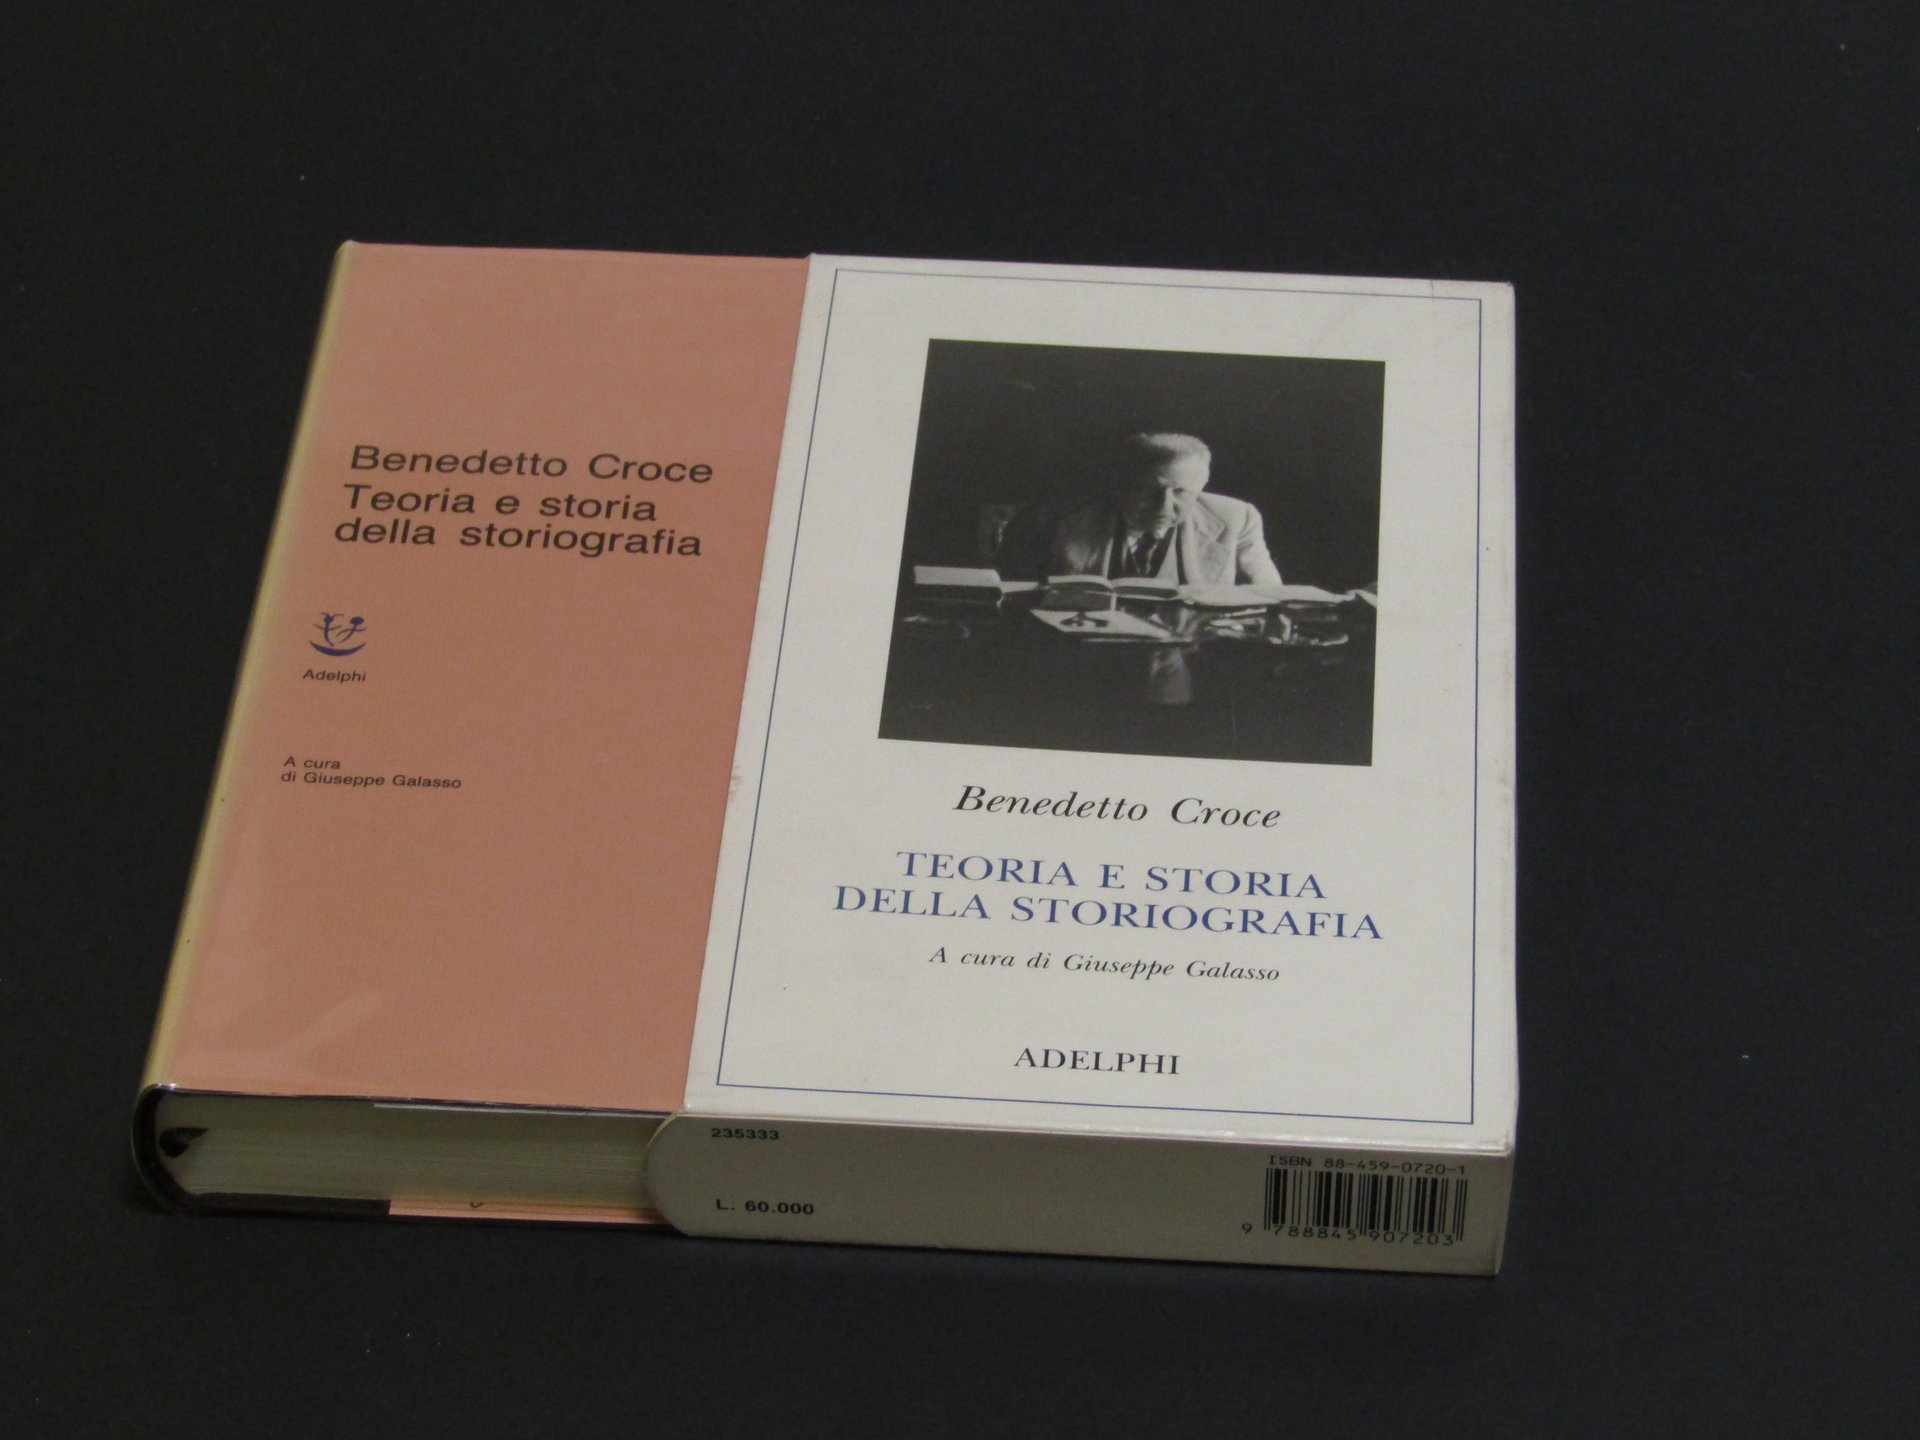 Benedetto Croce
Teoria e storia
della storiografia
Adelphi
A cura
di Giuseppe Galasso
Benedetto Croce
TEORIA E STORIA
DELLA STORIOGRAFIA
A cura di Giuseppe Galasso
ADELPHI
235333
L. 60.000
ISBN 88-459-0720-1
9 788845 907203